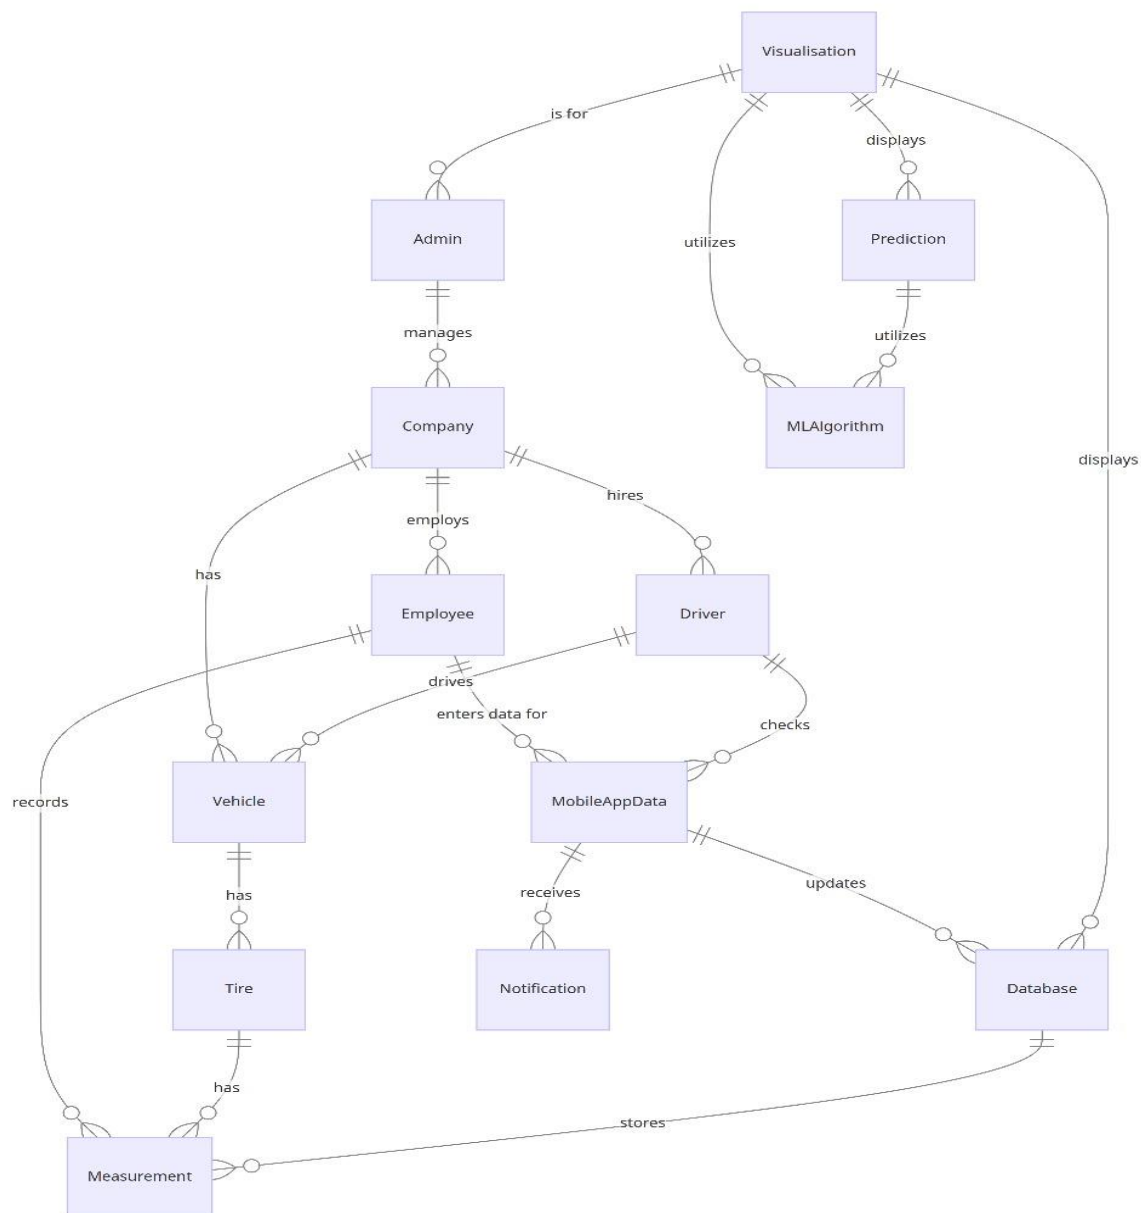 Visualisation
is for
displays
Admin
utilizes
Prediction
manages
utilizes
Company
MLAlgorithm
displays
hires
employs
has
Employee
Driver
drives
enters data for
checks
records
Vehicle
MobileAppData
has
receives
updates
Tire
Notification
Database
has
stores
Measurement